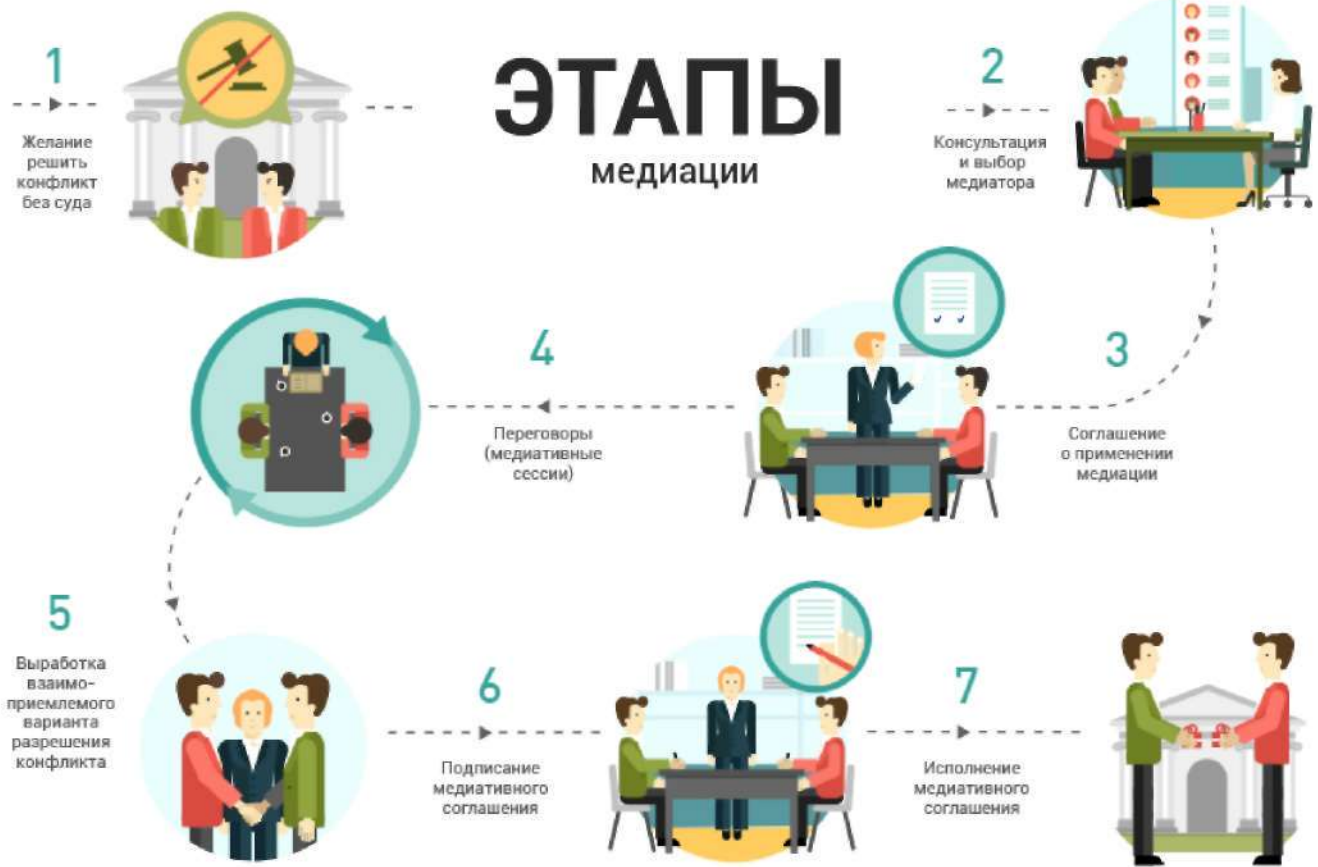 1
Желание
решить
конфликт
без суда
ЭТАПЫ
медиации
2
Консультация
и выбор
медиатора
3
Соглашение
о применении
медиации
4
Переговоры
(медиативные
сессии)
5
Выработка
взаимо-
приемлемого
варианта
разрешения
конфликта
6
Подписание
медиативного
соглашения
7
Исполнение
медиативного
соглашения